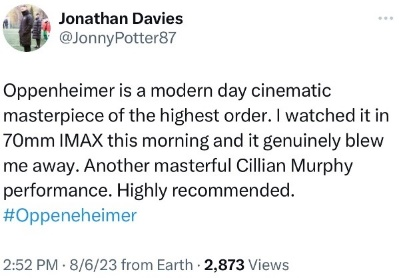 Jonathan Davies
@JonnyPotter87
Oppenheimer is a modern day cinematic
masterpiece of the highest order. I watched it in
70mm IMAX this morning and it genuinely blew
me away. Another masterful Cillian Murphy
performance. Highly recommended.
#Oppeneheimer
2:52 PM · 8/6/23 from Earth · 2,873 Views